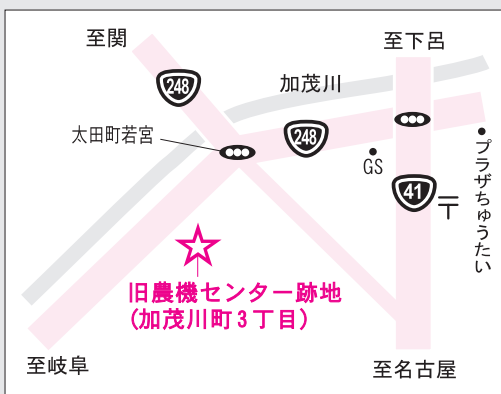 至関
至下呂
248
加茂川
太田町若宮
248
GS
41
〒
プラザちゅうたい
旧農機センター跡地
(加茂川町3丁目)
至岐阜
至名古屋